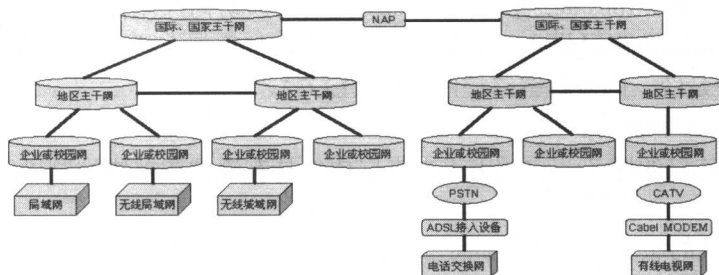 国际、国家主干网 NAP 国际、国家主干网
地区主干网 地区主干网 地区主干网 地区主干网
企业或校园网 企业或校园网 企业或校园网 企业或校园网 企业或校园网 企业或校园网 企业或校园网
局域网 无线局域网 无线城域网 PSTN CATV
ADSL接入设备 Cabel MODEM
电话交换网 有线电视网